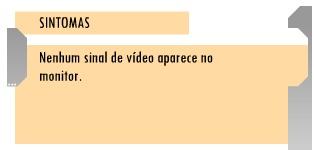 SINTOMAS
Nenhum sinal de vídeo aparece no
monitor.